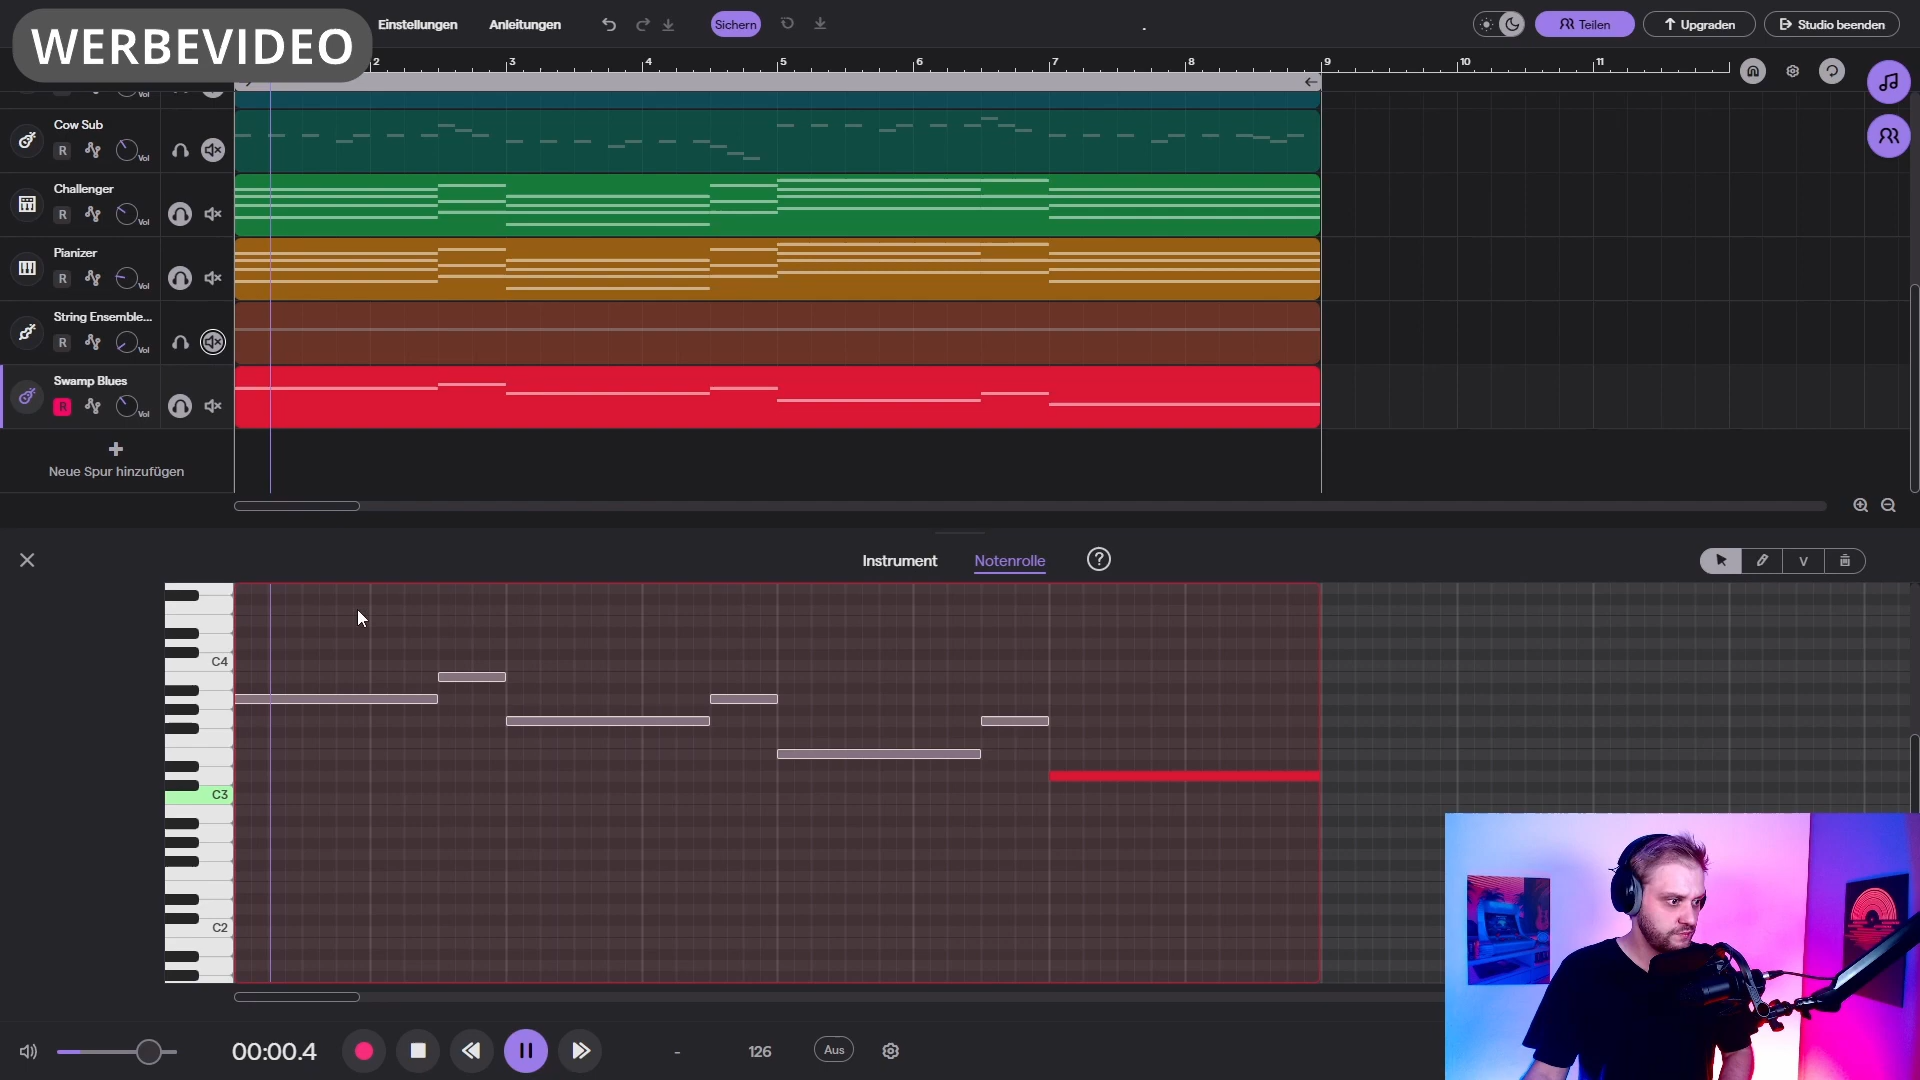 WERBEVIDEO
Einstellungen
Anleitungen
Sichern
Teilen
Upgraden
Studio beenden
2
3
4
5
6
7
8
9
10
11
Vol
Cow Sub
R
Vol
Challenger
R
Vol
Pianizer
R
Vol
String Ensemble...
R
Vol
Swamp Blues
R
Vol
Neue Spur hinzufügen
Instrument
Notenrolle
?
V
C4
C3
C2
00:00.4
-
126
Aus